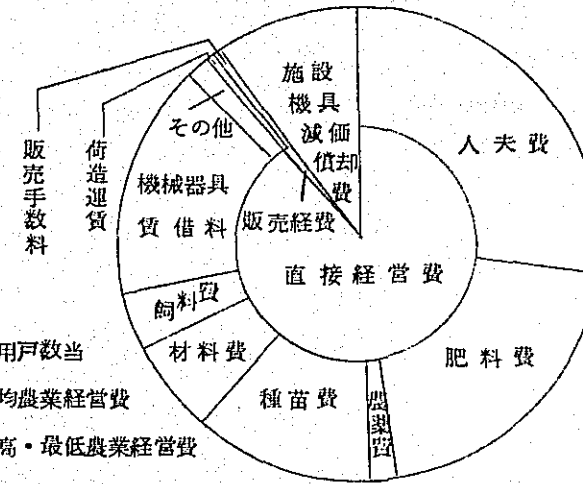 施設
機具
減価
償却
費
人夫費
その他
販売手数料
荷造運賃
機械器具
賃借料
販売経費
直接経営費
飼料費
材料費
種苗費
農薬費
肥料費
用戸数当
均農業経営費
高・最低農業経営費